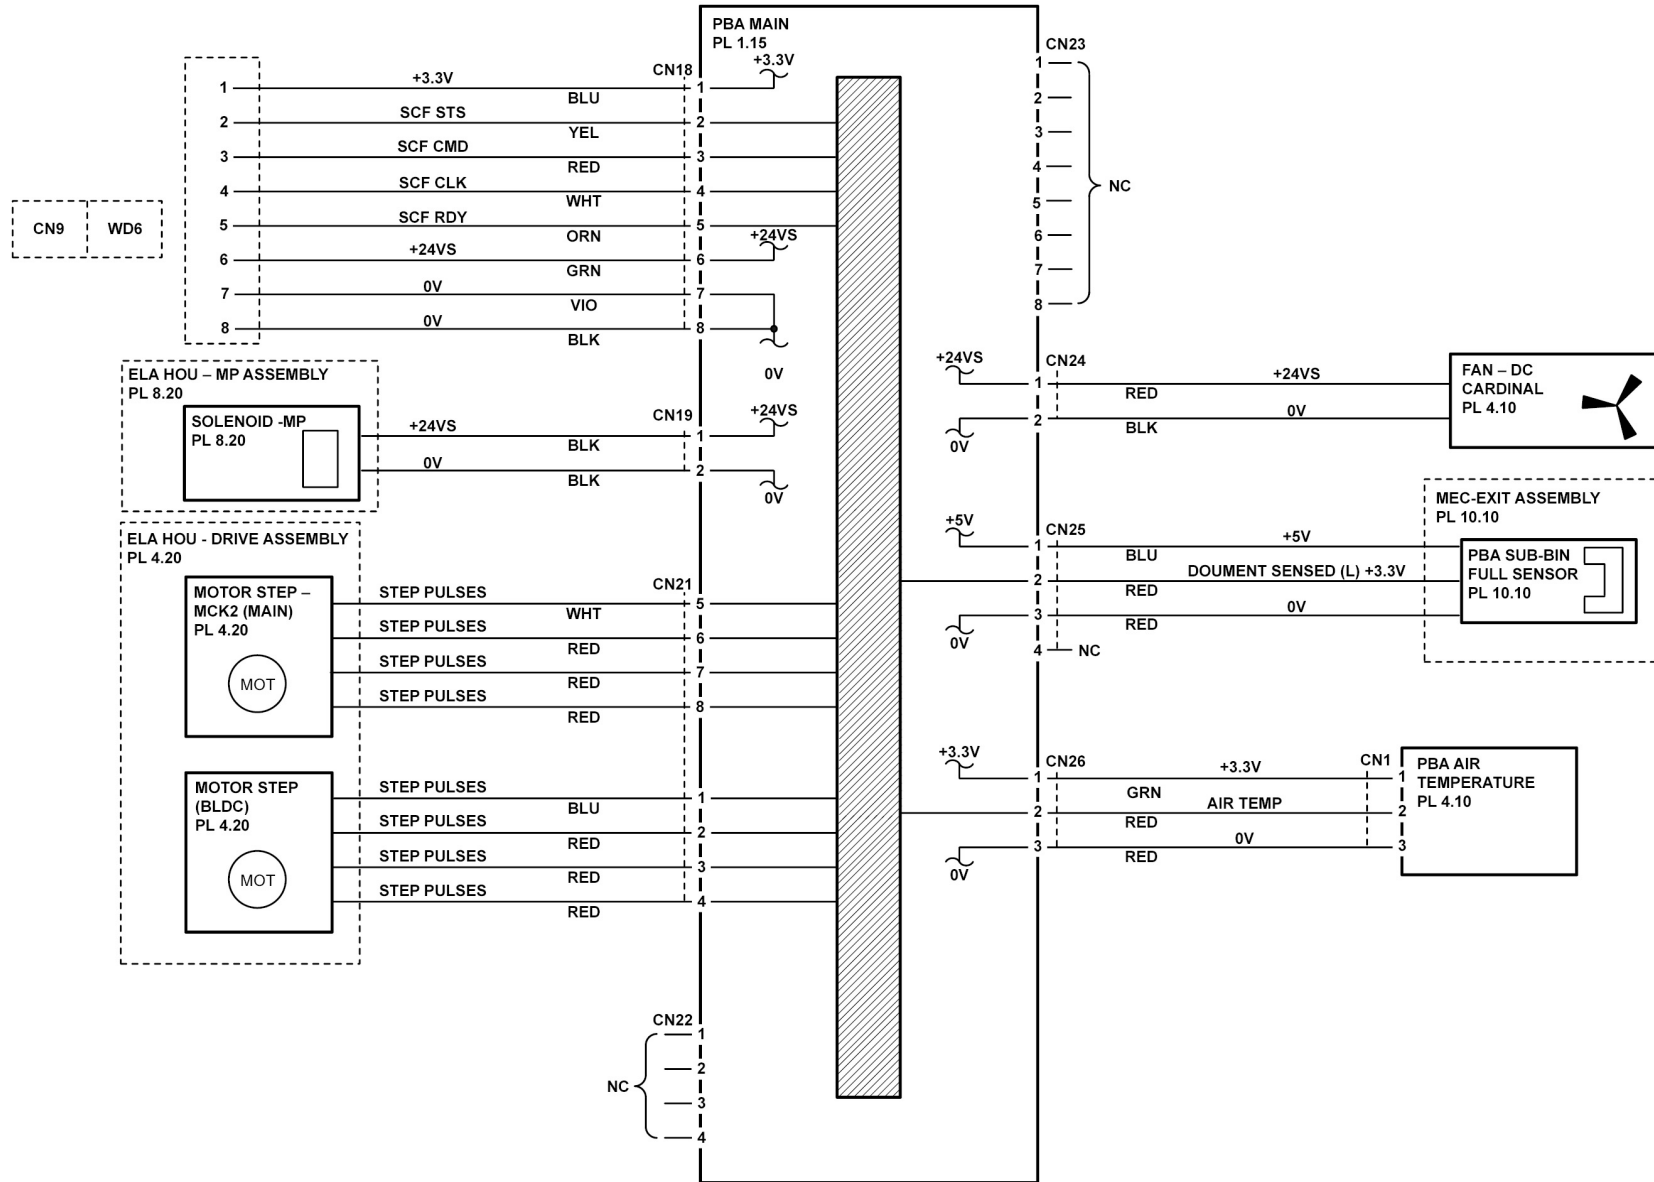 PBA MAIN
PL 1.15
+3.3V
CN18
1 +3.3V BLU 1
2 SCF STS YEL 2
3 SCF CMD RED 3
4 SCF CLK WHT 4
5 SCF RDY ORN 5
+24VS
6 +24VS GRN 6
7 0V VIO 7
8 0V BLK 8
0V
CN9 WD6
ELA HOU – MP ASSEMBLY
PL 8.20
SOLENOID -MP
PL 8.20
CN19
+24VS
+24VS BLK 1
0V BLK 2
0V
ELA HOU - DRIVE ASSEMBLY
PL 4.20
MOTOR STEP –
MCK2 (MAIN)
PL 4.20
MOT
CN21
STEP PULSES WHT 5
STEP PULSES RED 6
STEP PULSES RED 7
STEP PULSES RED 8
MOTOR STEP
(BLDC)
PL 4.20
MOT
STEP PULSES BLU 1
STEP PULSES RED 2
STEP PULSES RED 3
STEP PULSES RED 4
CN22
1
2
NC
3
4
CN23
1
2
3
4
NC
5
6
7
8
+24VS
CN24
1 RED +24VS
2 BLK 0V
0V
FAN – DC
CARDINAL
PL 4.10
MEC-EXIT ASSEMBLY
PL 10.10
+5V
CN25
1 BLU +5V
2 RED DOUMENT SENSED (L) +3.3V
3 RED 0V
0V
4 NC
PBA SUB-BIN
FULL SENSOR
PL 10.10
+3.3V
CN26
1 GRN +3.3V
2 RED AIR TEMP
3 RED 0V
0V
CN1
1
2
3
PBA AIR
TEMPERATURE
PL 4.10